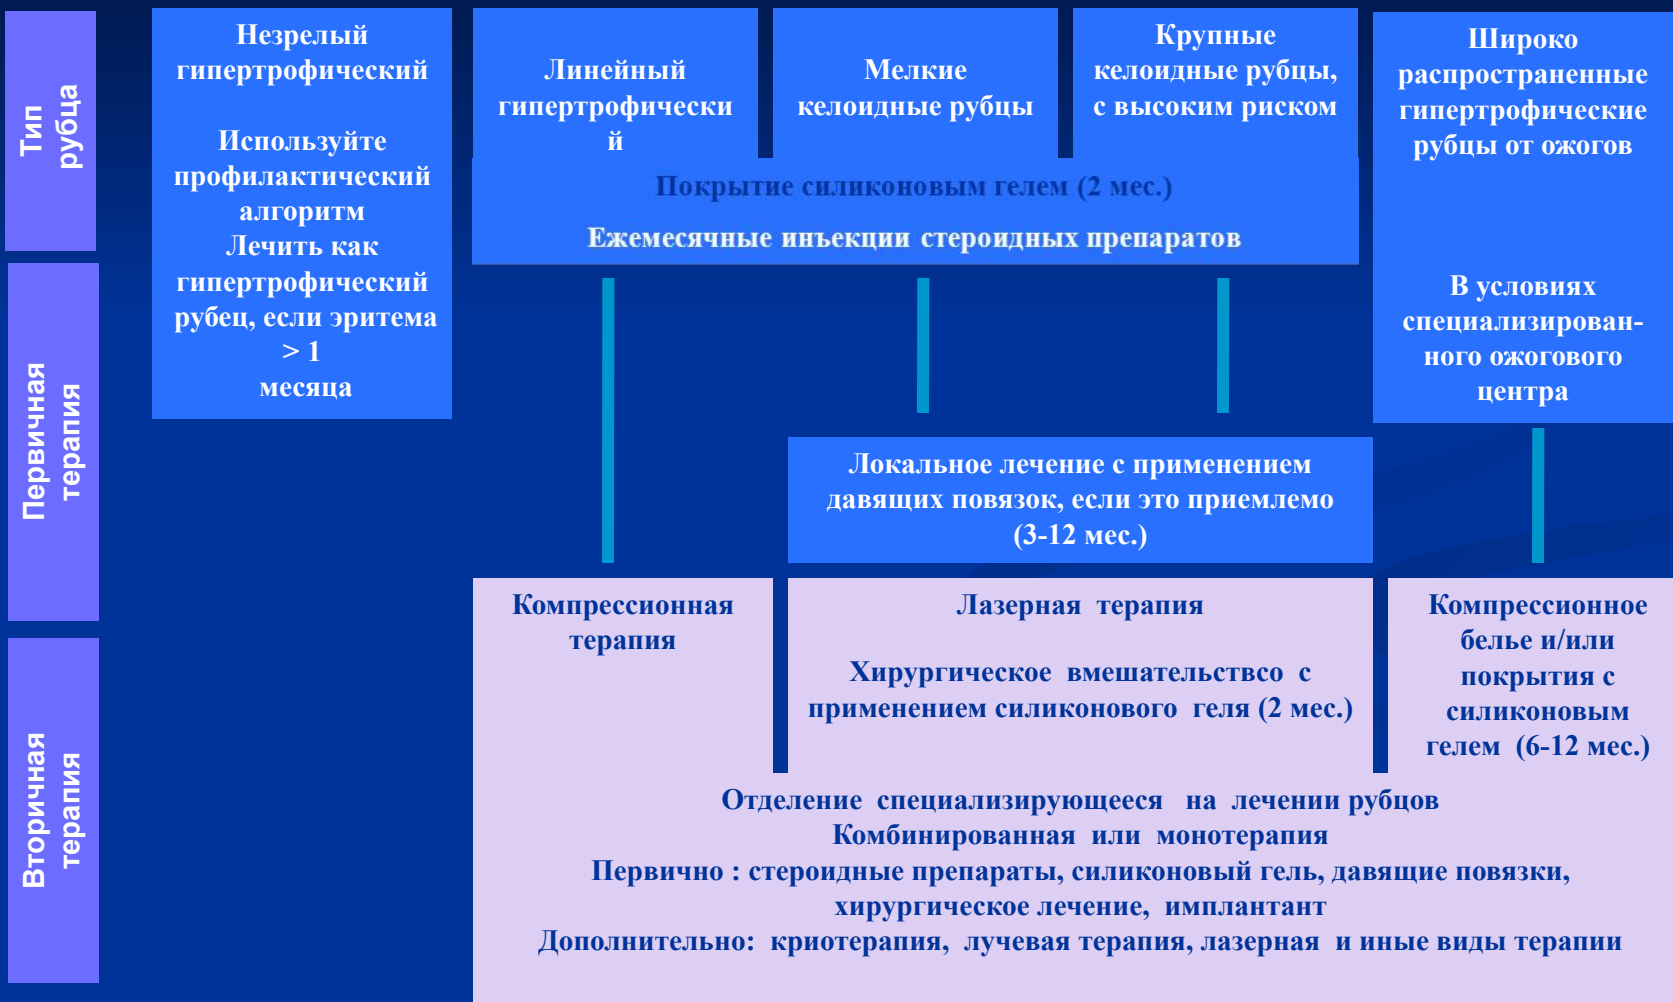 Тип
рубца
Незрелый
гипертрофический
Используйте
профилактический
алгоритм
Лечить как
гипертрофический
рубец, если эритема
> 1
месяца
Линейный
гипертрофически
й
Мелкие
келоидные рубцы
Крупные
келоидные рубцы,
с высоким риском
Широко
распространенные
гипертрофические
рубцы от ожогов
В условиях
специализирован-
ного ожогового
центра
Покрытие силиконовым гелем (2 мес.)
Ежемесячные инъекции стероидных препаратов
Первичная
терапия
Локальное лечение с применением
давящих повязок, если это приемлемо
(3-12 мес.)
Вторичная
терапия
Компрессионная
терапия
Лазерная терапия
Хирургическое вмешательствсо с
применением силиконового геля (2 мес.)
Компрессионное
белье и/или
покрытия с
силиконовым
гелем (6-12 мес.)
Отделение специализирующееся на лечении рубцов
Комбинированная или монотерапия
Первично : стероидные препараты, силиконовый гель, давящие повязки,
хирургическое лечение, имплантант
Дополнительно: криотерапия, лучевая терапия, лазерная и иные виды терапии